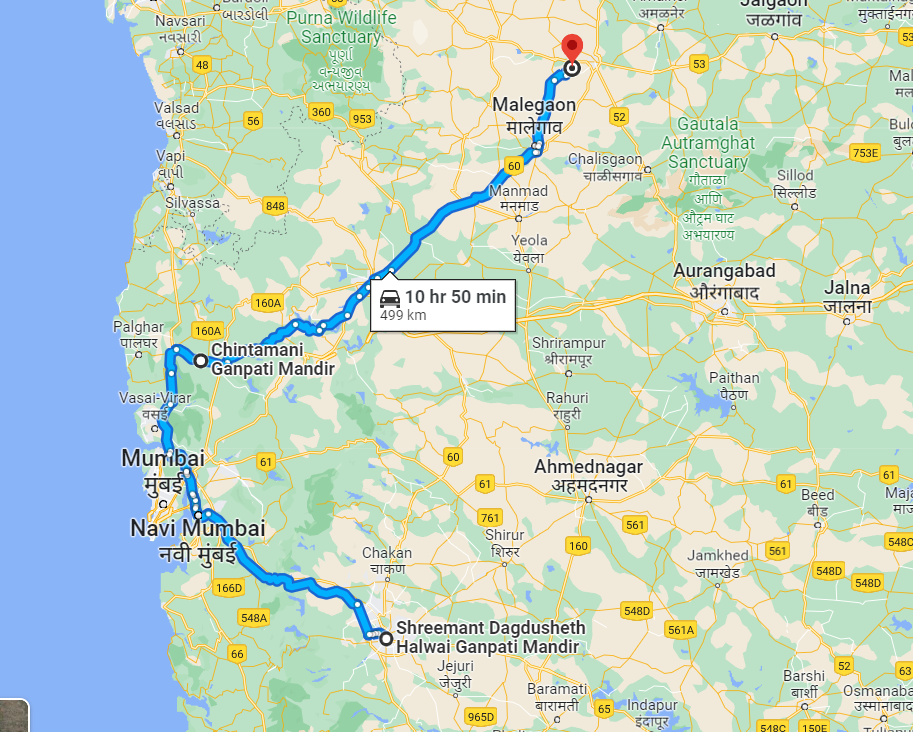 Navsari
નવસારી
બારડોલી
Purna Wildlife
Sanctuary
પૂર્ણા
વન્યજીવ
અભયારણ્ય
अमळनेर
जळगांव
48
53
Valsad
વલસાડ
56
360
953
52
Malegaon
मालेगाव
Gautala
Autramghat
Sanctuary
गौताळा
आणि
औट्रम घाट
अभयारण्य
753E
Vapi
વાપી
60
Chalisgaon
चाळीसगाव
Sillod
सिल्लोड
Silvassa
848
Manmad
मनमाड
Yeola
येवला
Aurangabad
औरंगाबाद
Jalna
जालना
10 hr 50 min
499 km
160A
Palghar
पालघर
160A
Chintamani
Ganpati Mandir
Shrirampur
श्रीरामपूर
Paithan
पैठण
Vasai-Virar
वसई
Rahuri
राहुरी
Mumbai
मुंबई
61
60
61
Ahmednagar
अहमदनगर
61
61
Beed
बीड
761
561
Navi Mumbai
नवी मुंबई
Shirur
शिरुर
160
561
548C
Chakan
चाकण
Jamkhed
जामखेड
548D
548D
166D
548A
548D
561A
Shreemant Dagdusheth
Halwai Ganpati Mandir
66
Jejuri
जेजुरी
52
63
Barshi
बार्शी
Baramati
बारामती
65
Indapur
इंदापूर
Osmanaba
उस्मानाबाद
965D
548C
150E